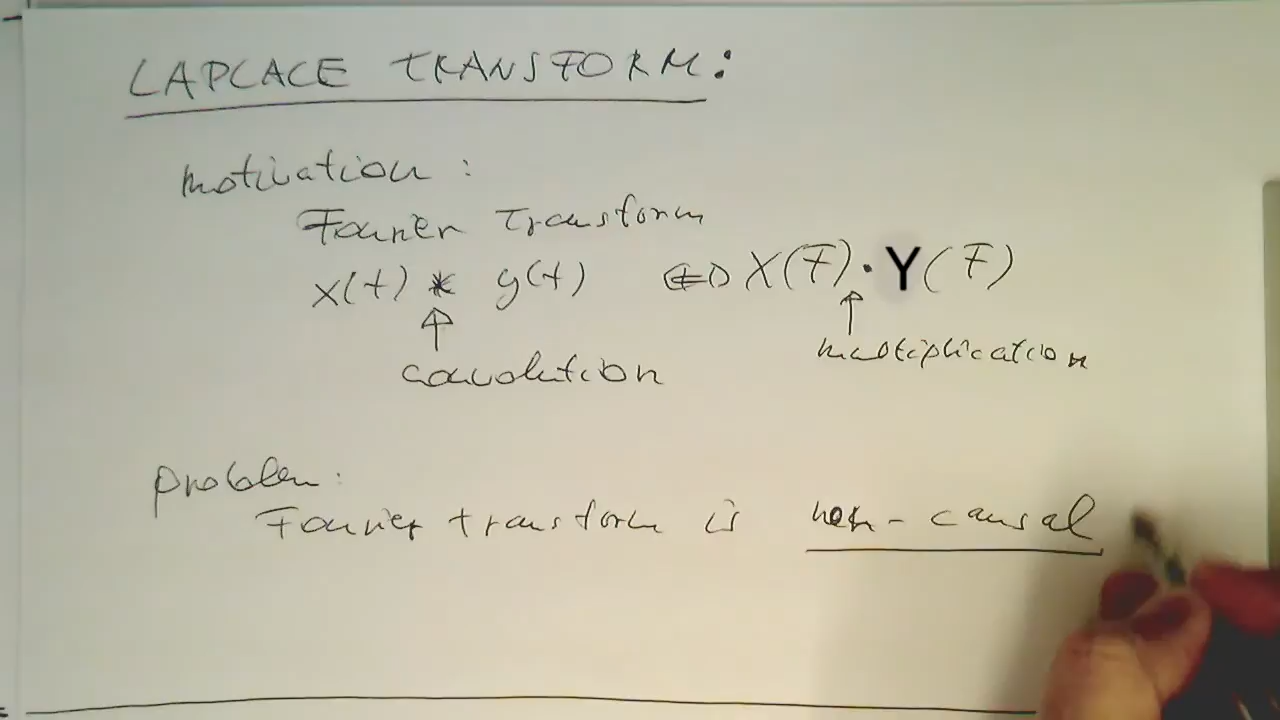 LAPLACE TRANSFORM:
motivation:
Fourier Transform
x(t) * y(t) ⇔ X(F) · Y(F)
↑ ↑
convolution multiplication
problem:
Fourier transform is non-causal